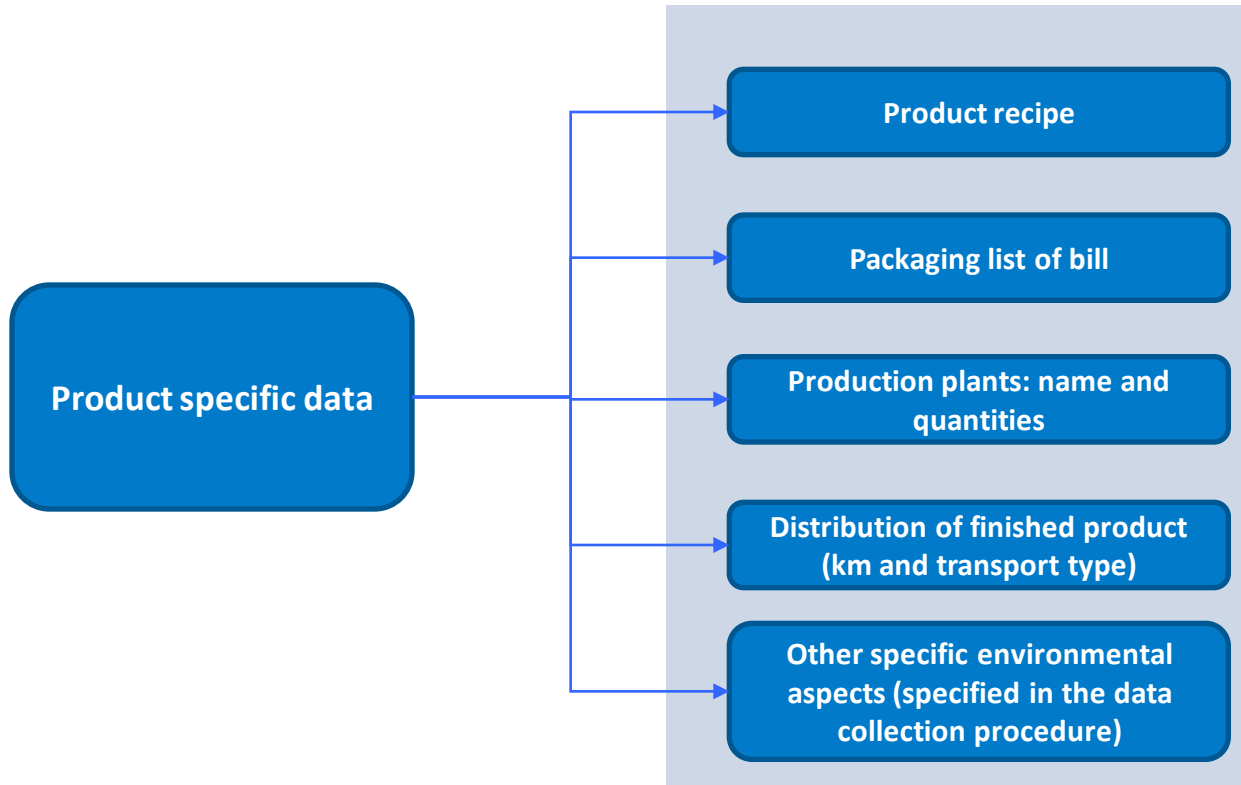 Product specific data
Product recipe
Packaging list of bill
Production plants: name and
quantities
Distribution of finished product
(km and transport type)
Other specific environmental
aspects (specified in the data
collection procedure)